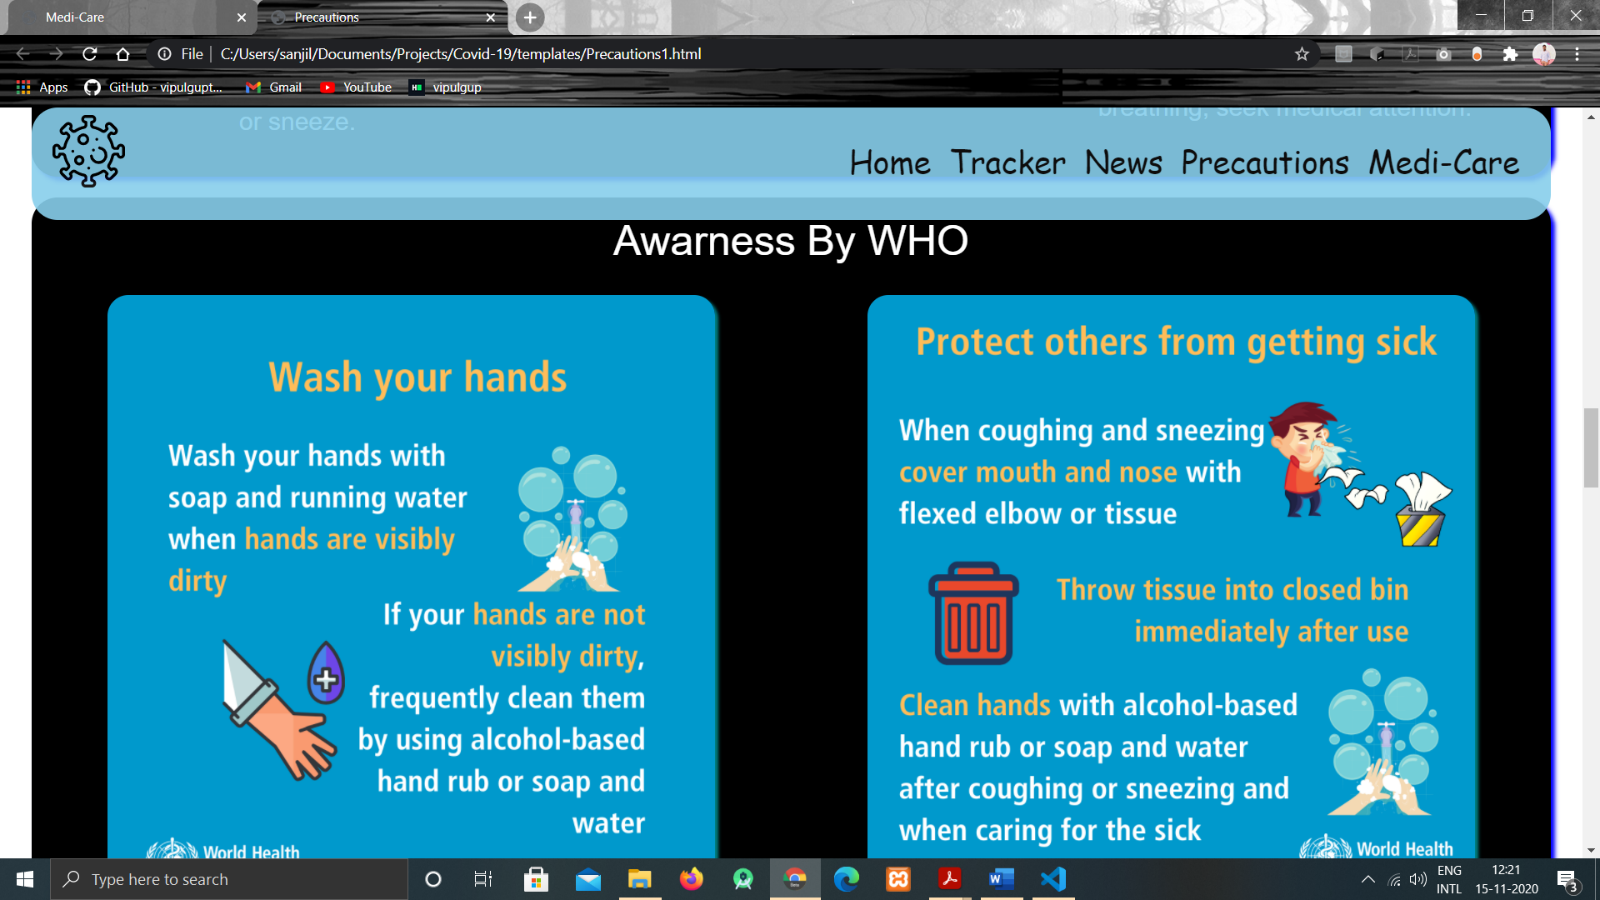 Medi-Care
Precautions
File
C:/Users/sanjil/Documents/Projects/Covid-19/templates/Precautions1.html
Apps
GitHub - vipulgupt...
Gmail
YouTube
vipulgup
or sneeze.
breathing, seek medical attention.
Home Tracker News Precautions Medi-Care
Awarness By WHO
Wash your hands
Wash your hands with
soap and running water
when hands are visibly
dirty
If your hands are not
visibly dirty,
frequently clean them
by using alcohol-based
hand rub or soap and
water
World Health
Protect others from getting sick
When coughing and sneezing
cover mouth and nose with
flexed elbow or tissue
Throw tissue into closed bin
immediately after use
Clean hands with alcohol-based
hand rub or soap and water
after coughing or sneezing and
when caring for the sick
World Health
Type here to search
ENG
INTL
12:21
15-11-2020
3